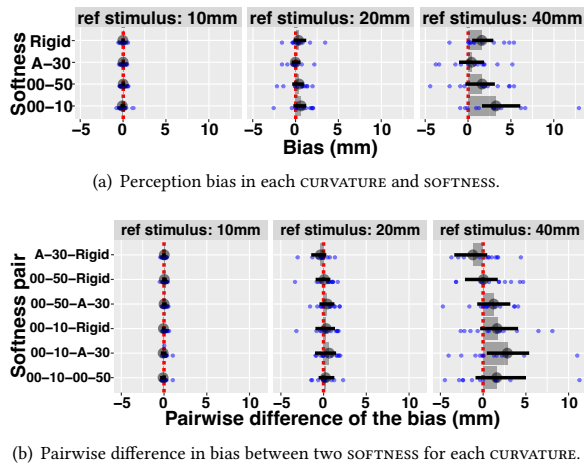 ref stimulus: 10mm ref stimulus: 20mm ref stimulus: 40mm
Softness
Rigid
A-30
00-50
00-10
−5 0 5 10 −5 0 5 10 −5 0 5 10
Bias (mm)
(a) Perception bias in each CURVATURE and SOFTNESS.
ref stimulus: 10mm ref stimulus: 20mm ref stimulus: 40mm
Softness pair
A-30-Rigid
00-50-Rigid
00-50-A-30
00-10-Rigid
00-10-A-30
00-10-00-50
−5 0 5 10 −5 0 5 10 −5 0 5 10
Pairwise difference of the bias (mm)
(b) Pairwise difference in bias between two SOFTNESS for each CURVATURE.